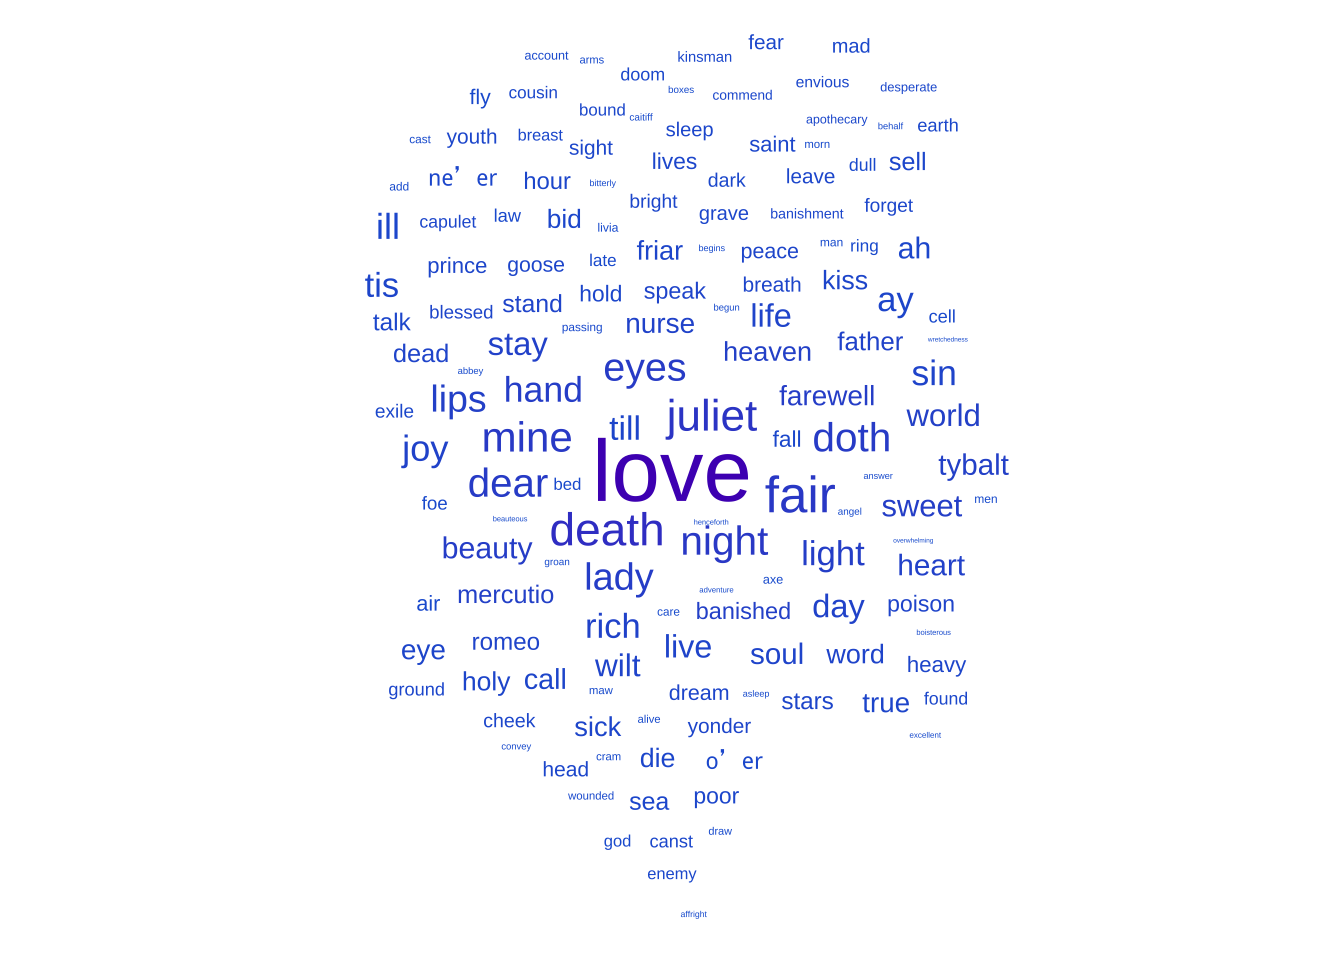 fear mad
account arms kinsman
doom envious
fly cousin boxes commend desperate
bound caitiff apothecary behalf earth
cast youth breast sight sleep saint morn
lives dull sell
add ne’er hour bitterly dark leave
bright grave banishment forget
ill capulet law bid livia
friar begins peace man ring ah
prince goose late
tis blessed stand hold speak breath kiss ay
talk passing nurse begun life cell
dead stay heaven father wretchedness
abbey eyes sin
exile lips hand farewell world
joy mine till juliet fall doth
dear bed love fair answer tybalt
foe angel sweet men
beauteous death henceforth
beauty groan night light overwhelming heart
lady adventure axe
air mercutio care banished day poison
rich boisterous
eye romeo live soul word heavy
ground holy call wilt
maw dream asleep stars true found
cheek sick alive yonder excellent
convey cram die o’er
head
wounded sea poor
god canst draw
enemy
affright